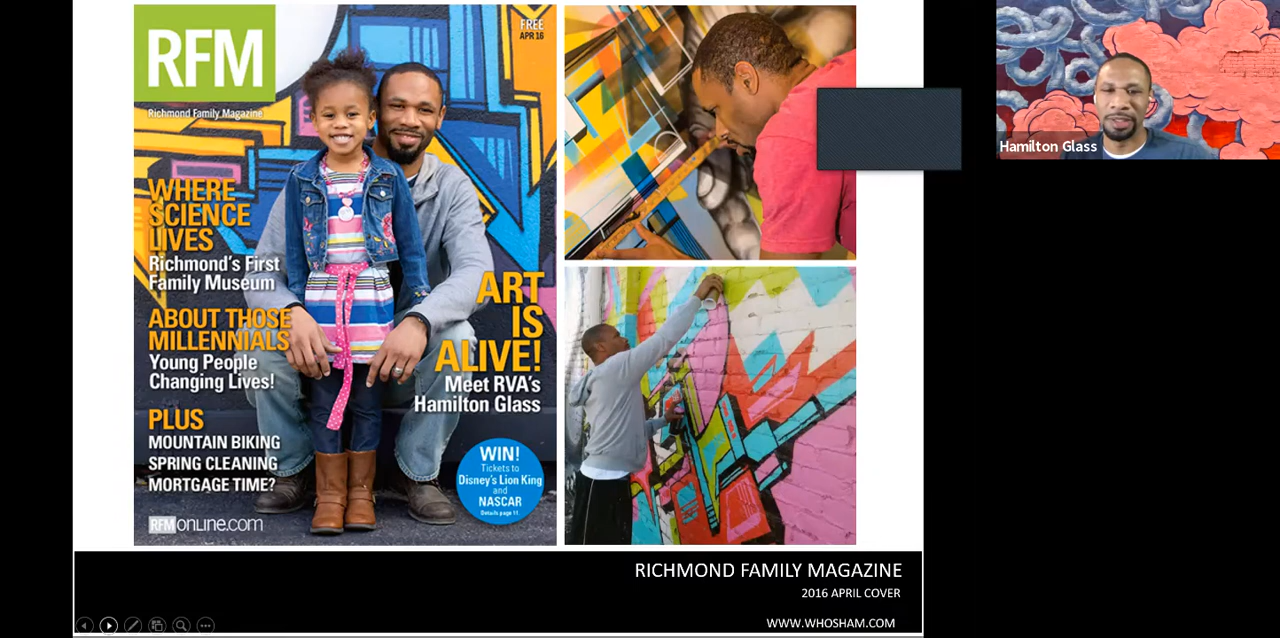 RFM
Richmond Family Magazine
FREE
APR 16
WHERE
SCIENCE
LIVES
Richmond's First
Family Museum
ABOUT THOSE
MILLENNIALS
Young People
Changing Lives!
PLUS
MOUNTAIN BIKING
SPRING CLEANING
MORTGAGE TIME?
RFMonline.com
ART
IS
ALIVE!
Meet RVA's
Hamilton Glass
WIN!
Tickets to
Disney's Lion King
and
NASCAR
Details page 11.
Hamilton Glass
RICHMOND FAMILY MAGAZINE
2016 APRIL COVER
WWW.WHOSHAM.COM